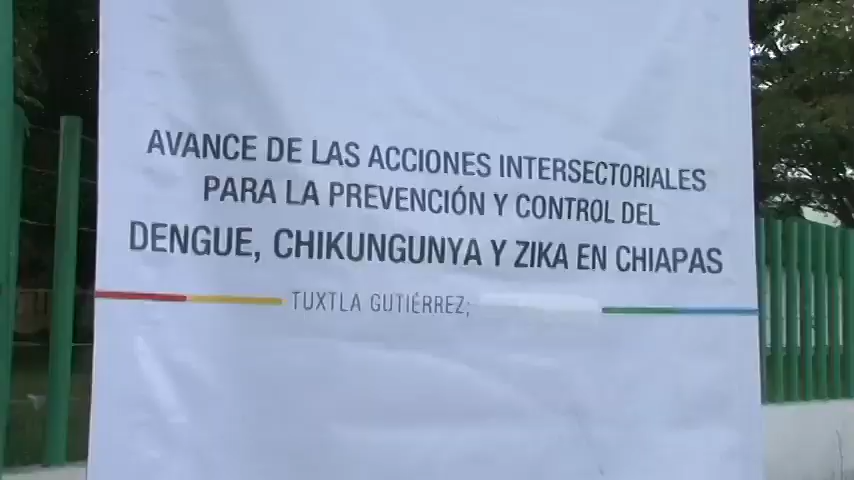 AVANCE DE LAS ACCIONES INTERSECTORIALES
PARA LA PREVENCIÓN Y CONTROL DEL
DENGUE, CHIKUNGUNYA Y ZIKA EN CHIAPAS
TUXTLA GUTIÉRREZ;